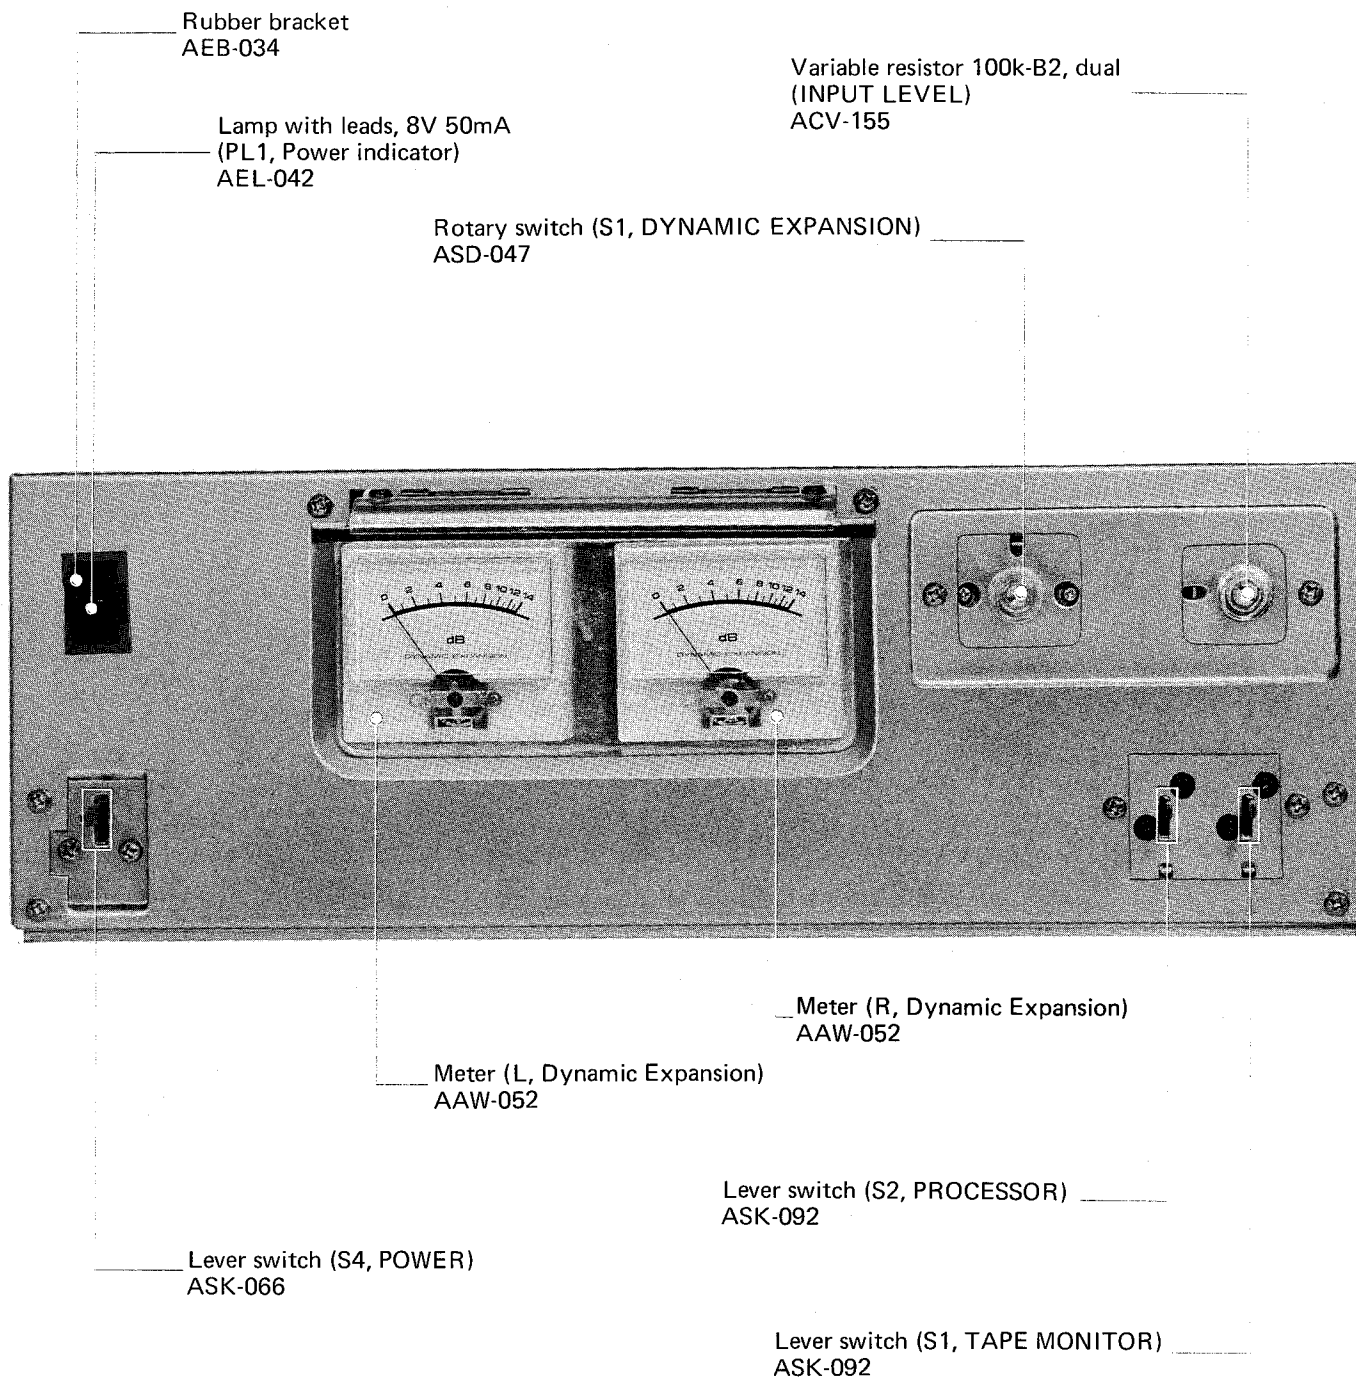 Rubber bracket
AEB-034
Variable resistor 100k-B2, dual
(INPUT LEVEL)
ACV-155
Lamp with leads, 8V 50mA
(PL1, Power indicator)
AEL-042
Rotary switch (S1, DYNAMIC EXPANSION)
ASD-047
0 2 4 6 8 10 12 14
dB
DYNAMIC EXPANSION
0 2 4 6 8 10 12 14
dB
DYNAMIC EXPANSION
Meter (R, Dynamic Expansion)
AAW-052
Meter (L, Dynamic Expansion)
AAW-052
Lever switch (S2, PROCESSOR)
ASK-092
Lever switch (S4, POWER)
ASK-066
Lever switch (S1, TAPE MONITOR)
ASK-092